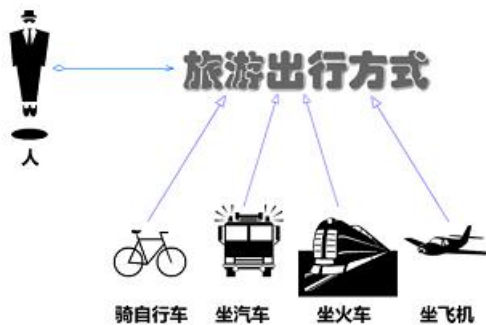 旅游出行方式
人
骑自行车
坐汽车
坐火车
坐飞机